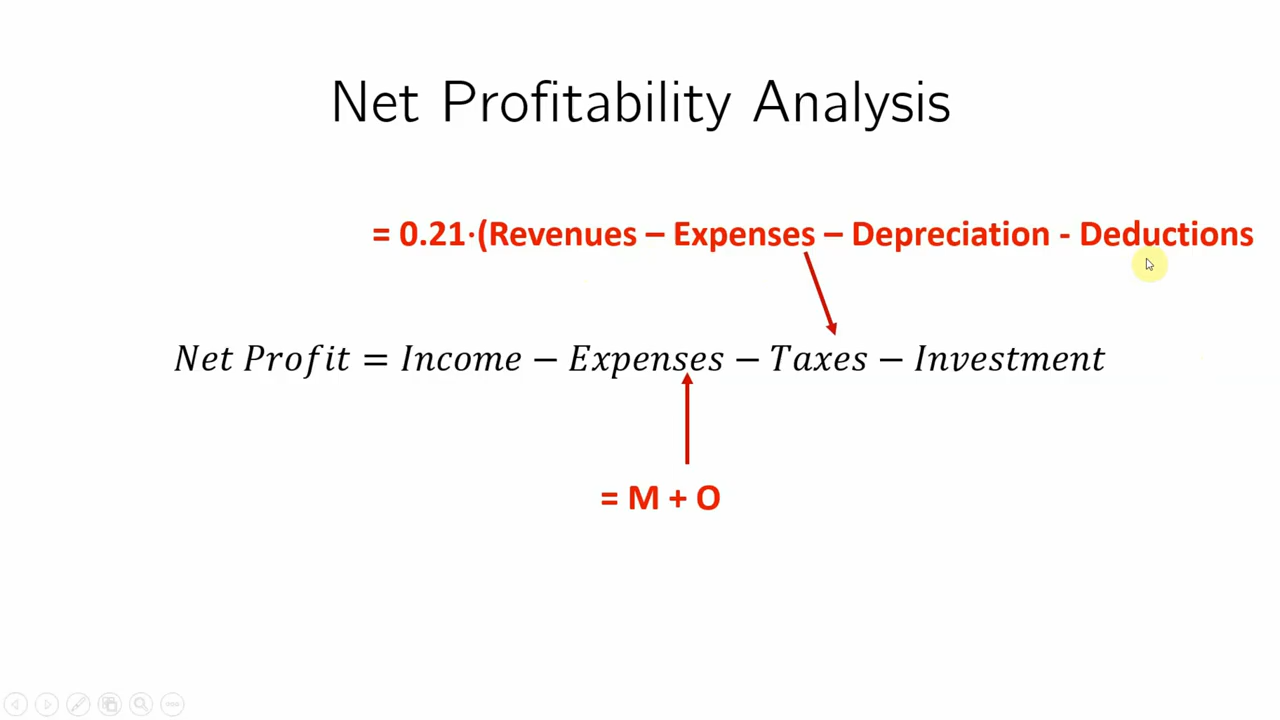 Net Profitability Analysis
= 0.21·(Revenues – Expenses – Depreciation - Deductions
Net Profit = Income − Expenses − Taxes − Investment
= M + O